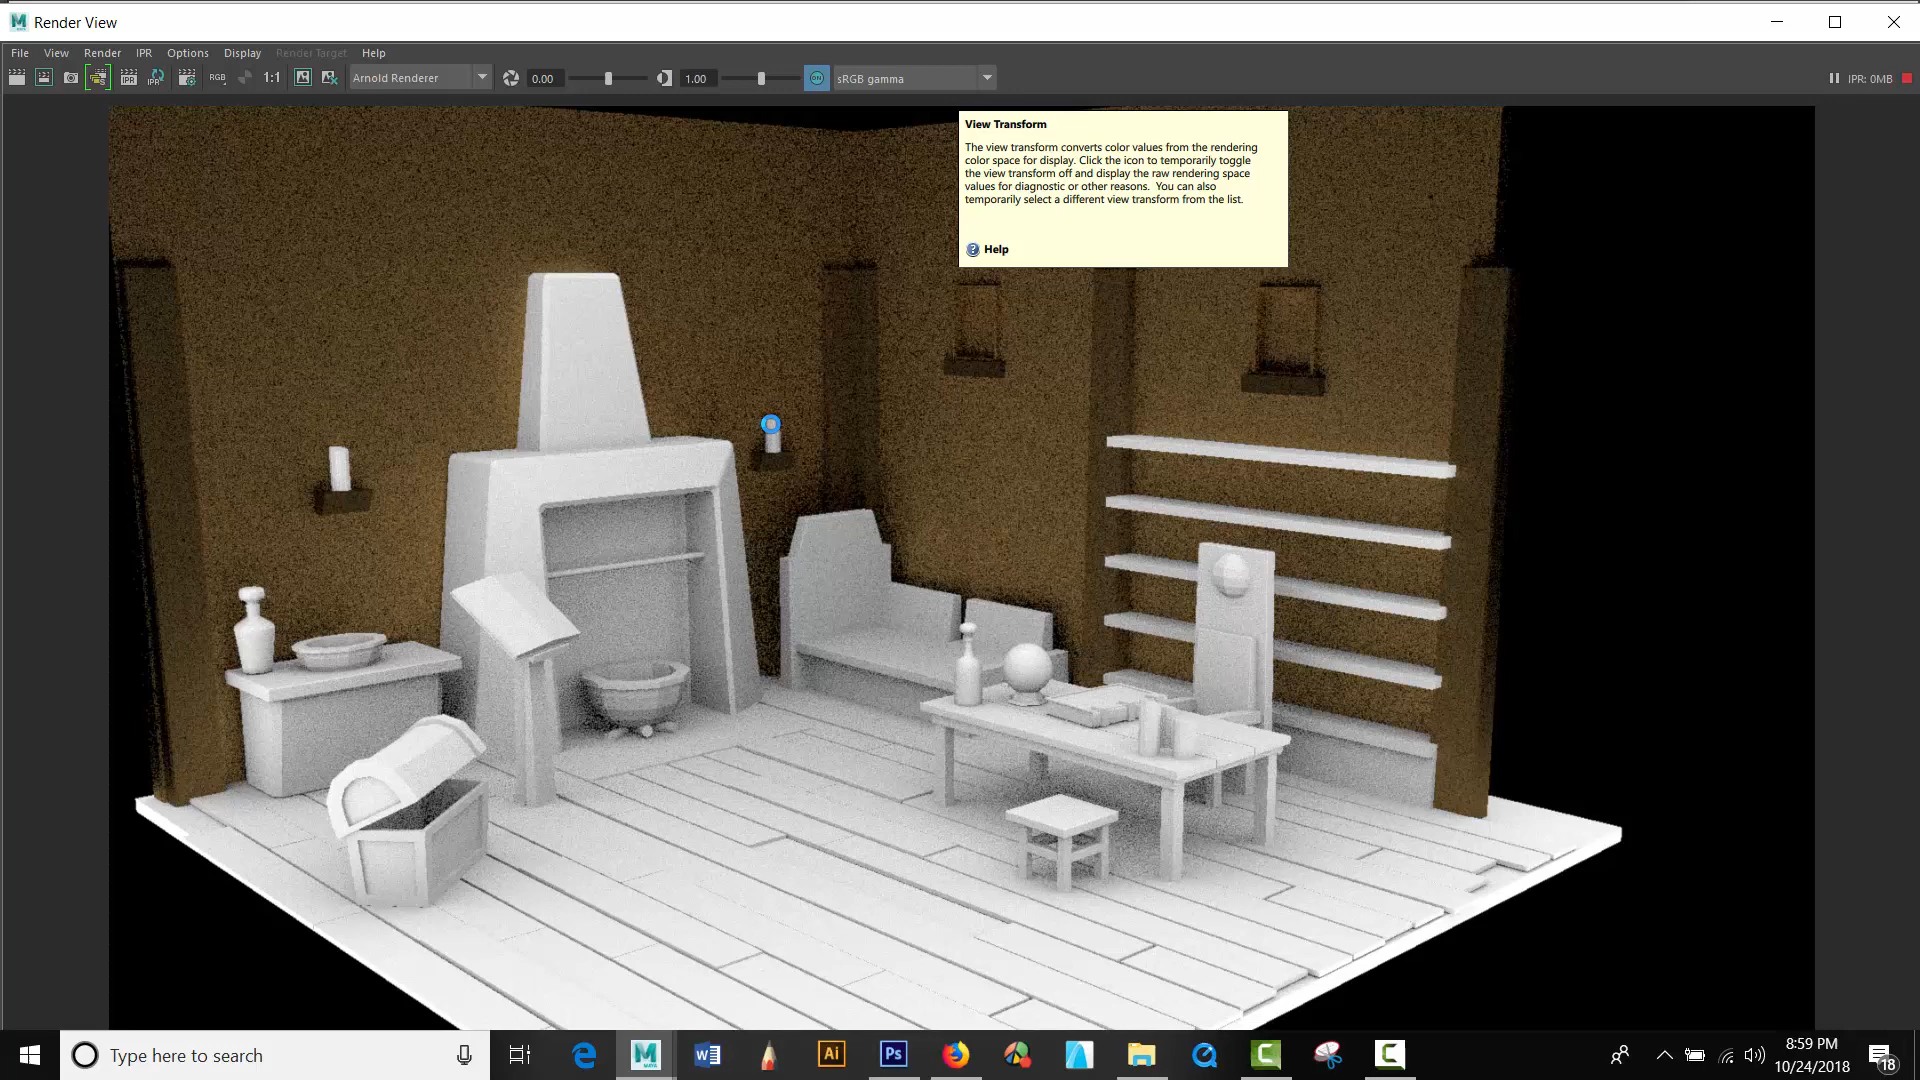 Render View
File View Render IPR Options Display Render Target Help
IPR IPR RGB 1:1 Arnold Renderer 0.00 1.00 ON sRGB gamma IPR: 0MB
View Transform
The view transform converts color values from the rendering
color space for display. Click the icon to temporarily toggle
the view transform off and display the raw rendering space
values for diagnostic or other reasons. You can also
temporarily select a different view transform from the list.
? Help
Type here to search
Ai
Ps
8:59 PM
10/24/2018
18